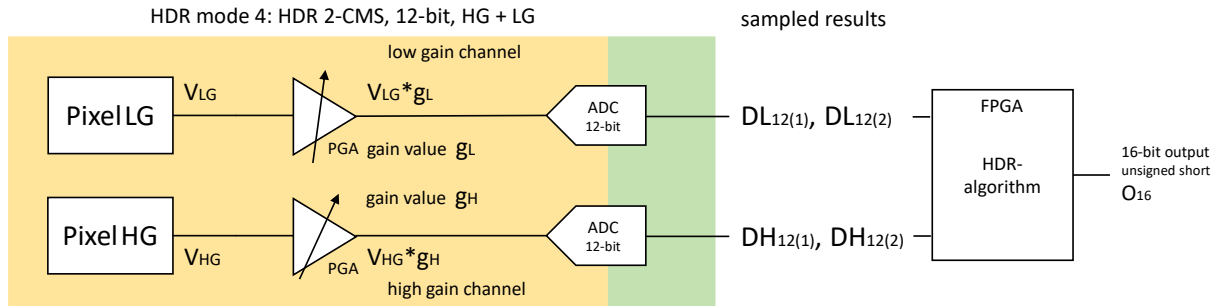 HDR mode 4: HDR 2-CMS, 12-bit, HG + LG
sampled results
low gain channel
Pixel LG
VLG
VLG*gL
PGA
gain value gL
ADC
12-bit
DL12(1), DL12(2)
FPGA
HDR-
algorithm
16-bit output
unsigned short
O16
gain value gH
Pixel HG
VHG
PGA
VHG*gH
ADC
12-bit
DH12(1), DH12(2)
high gain channel